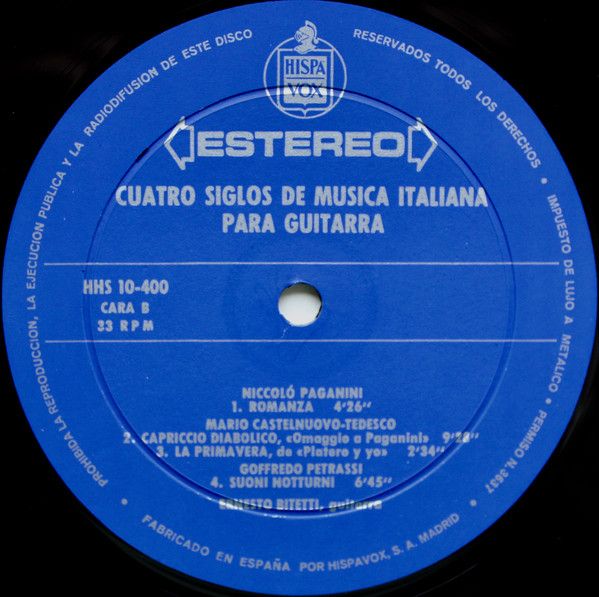 PROHIBIDA LA REPRODUCCION, LA EJECUCION PUBLICA Y LA RADIODIFUSION DE ESTE DISCO
RESERVADOS TODOS LOS DERECHOS • IMPUESTO DE LUJO A METALICO • PERMISO N. 3637
HISPA
VOX
ESTEREO
CUATRO SIGLOS DE MUSICA ITALIANA
PARA GUITARRA
HHS 10-400
CARA B
33 RPM
NICCOLÓ PAGANINI
1. ROMANZA 4'26''
MARIO CASTELNUOVO-TEDESCO
2. CAPRICCIO DIABOLICO, «Omaggio a Paganini» 9'28''
3. LA PRIMAVERA, de «Platero y yo» 2'34''
GOFFREDO PETRASSI
4. SUONI NOTTURNI 6'45''
ERNESTO BITETTI, guitarra
FABRICADO EN ESPAÑA POR HISPAVOX, S. A. MADRID